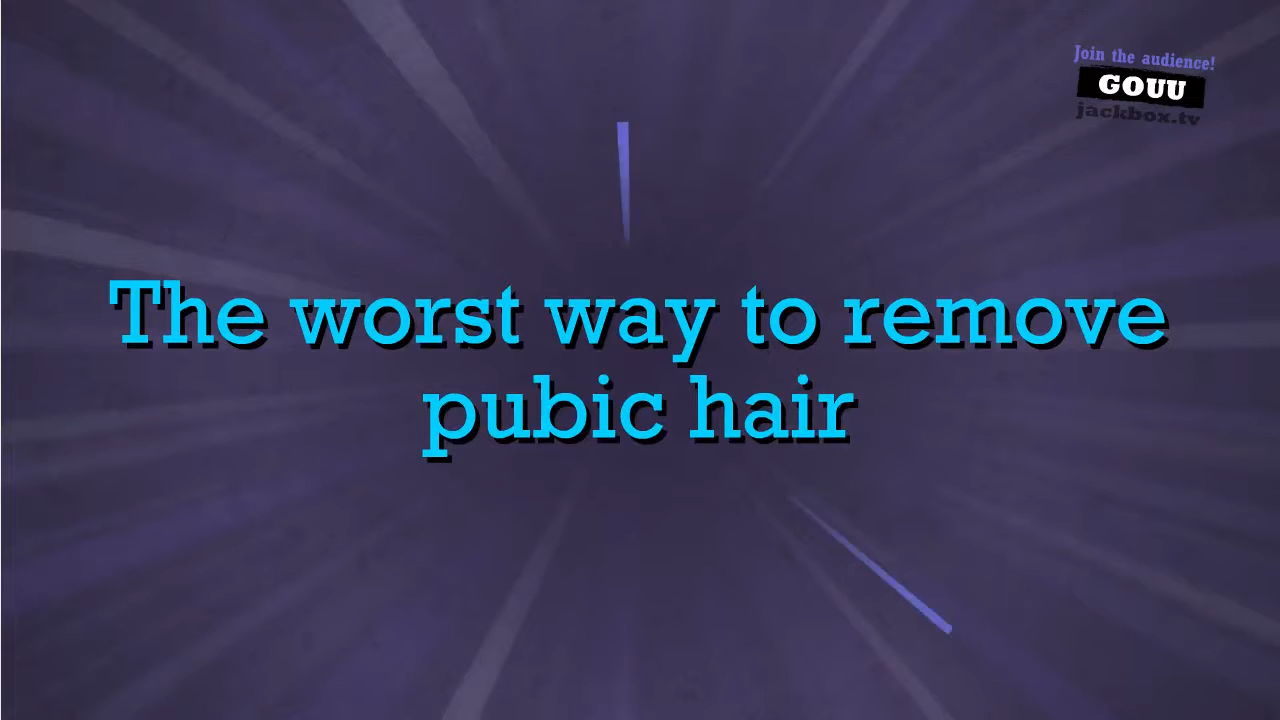 Join the audience!
GOUU
jackbox.tv
The worst way to remove
pubic hair